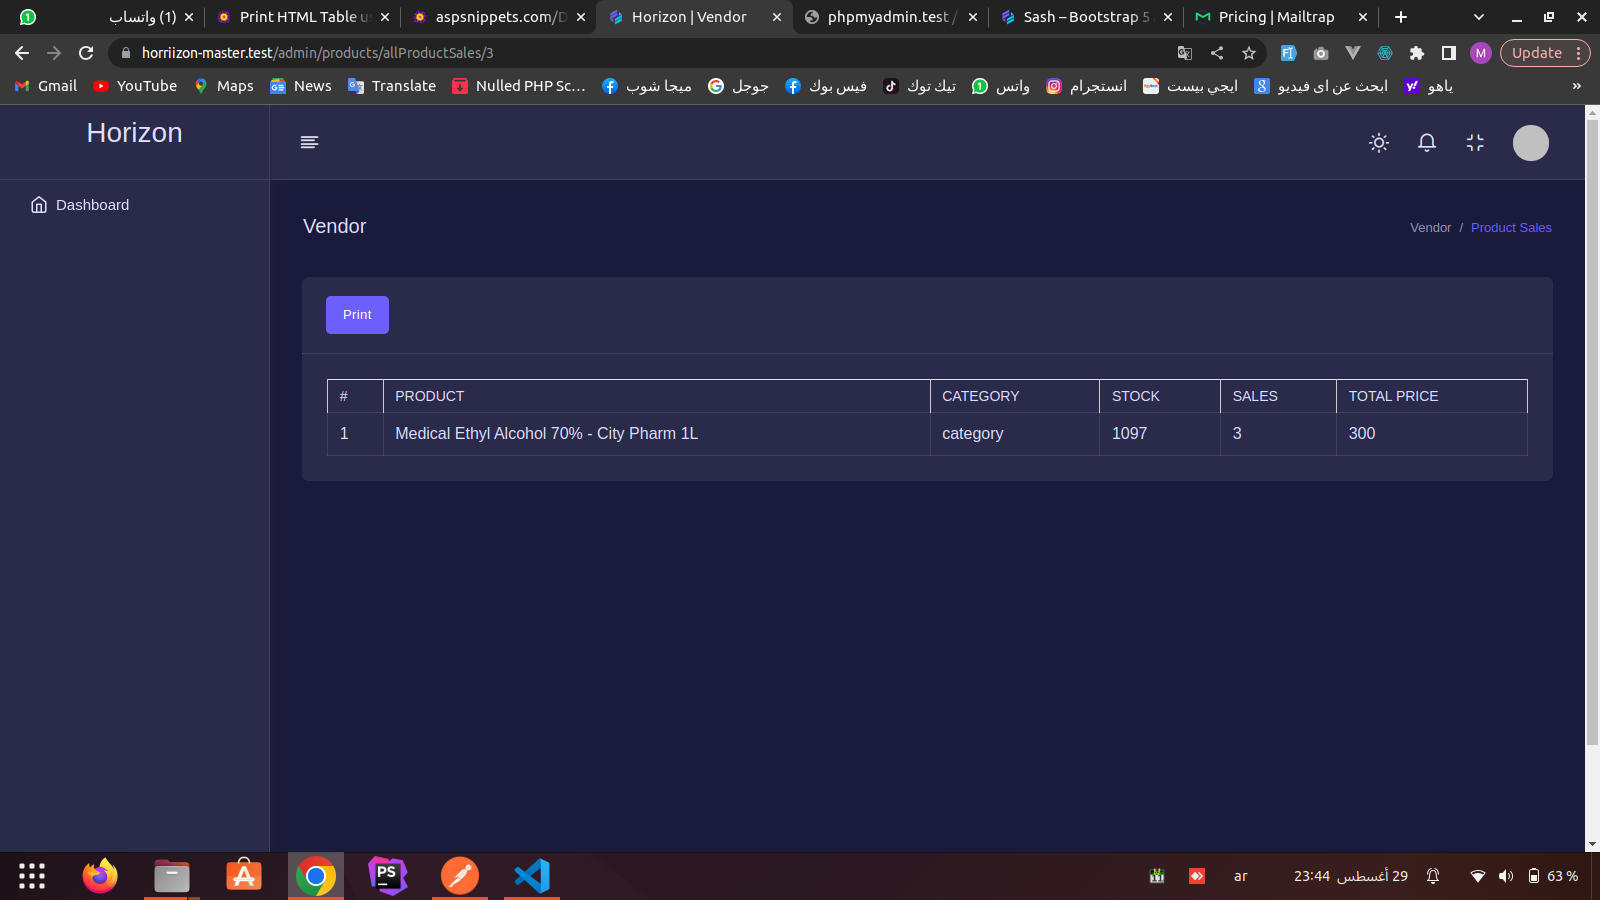 واتساب (1)
Print HTML Table u
aspsnippets.com/D
Horizon | Vendor
phpmyadmin.test /
Sash – Bootstrap 5
Pricing | Mailtrap
horriizon-master.test/admin/products/allProductSales/3
M
Update
Gmail
YouTube
Maps
News
Translate
Nulled PHP Sc...
ميجا شوب
جوجل
فيس بوك
تيك توك
واتس
انستجرام
ايجي بيست
ابحث عن اى فيديو
ياهو
»
Horizon
Dashboard
Vendor
Vendor / Product Sales
Print
# PRODUCT CATEGORY STOCK SALES TOTAL PRICE
1 Medical Ethyl Alcohol 70% - City Pharm 1L category 1097 3 300
PS
ar
29 أغسطس 23:44
63 %